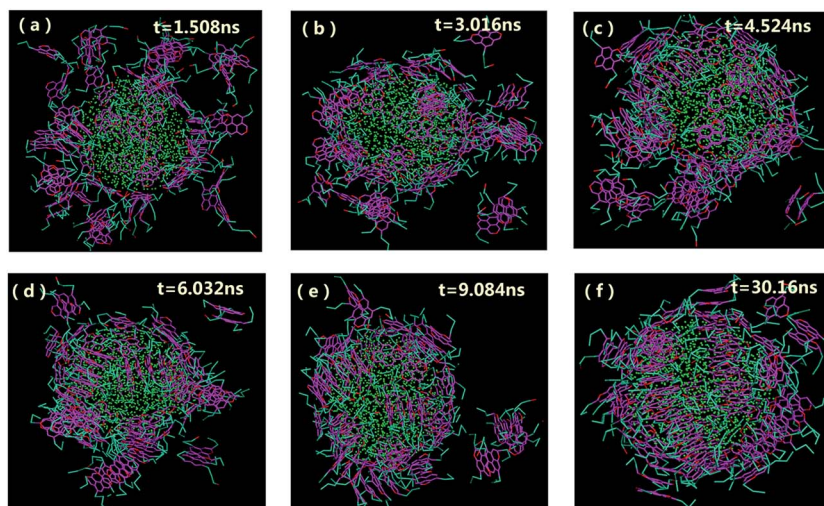 (a) t=1.508ns
(b) t=3.016ns
(c) t=4.524ns
(d) t=6.032ns
(e) t=9.084ns
(f) t=30.16ns